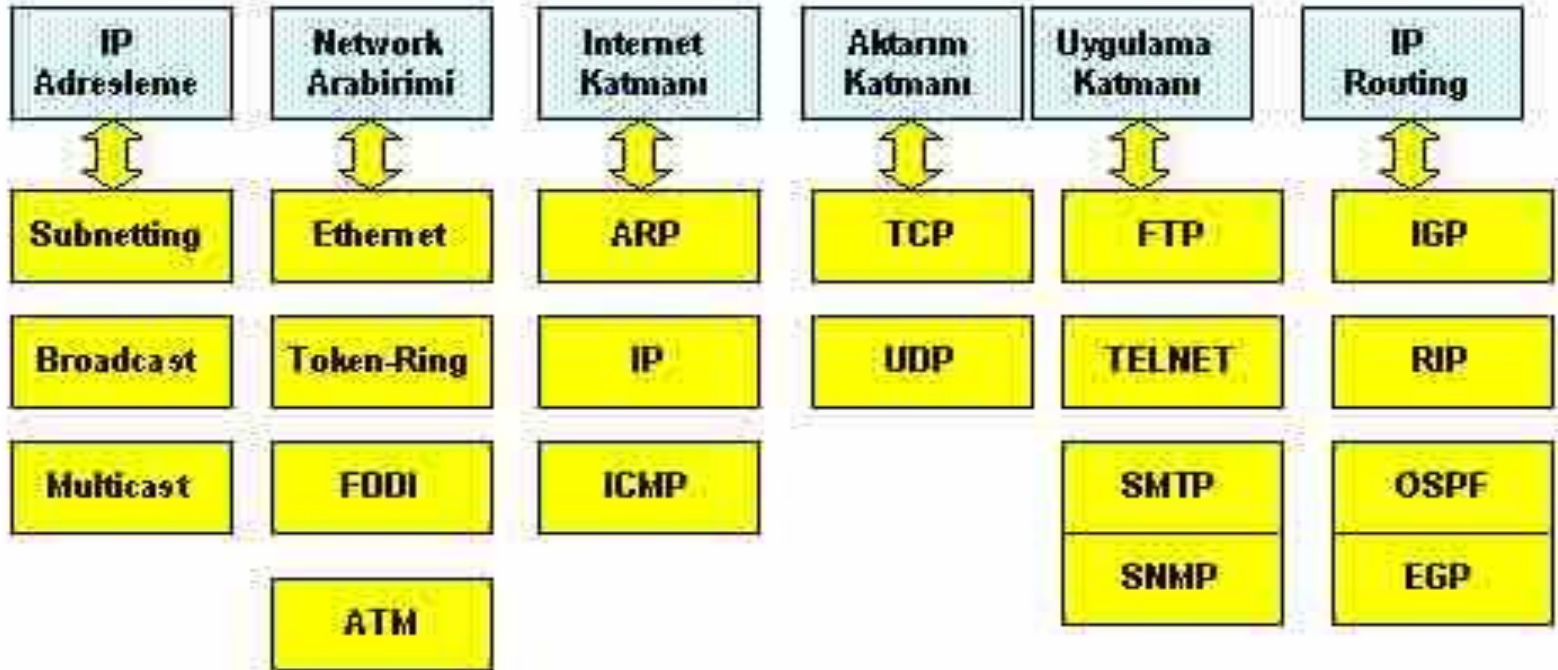 IP
Adresleme
Network
Arabirimi
Internet
Katmanı
Aktarım
Katmanı
Uygulama
Katmanı
IP
Routing
Subnetting
Ethernet
ARP
TCP
FTP
IGP
Broadcast
Token-Ring
IP
UDP
TELNET
RIP
Multicast
FDDI
ICMP
SMTP
OSPF
SNMP
EGP
ATM